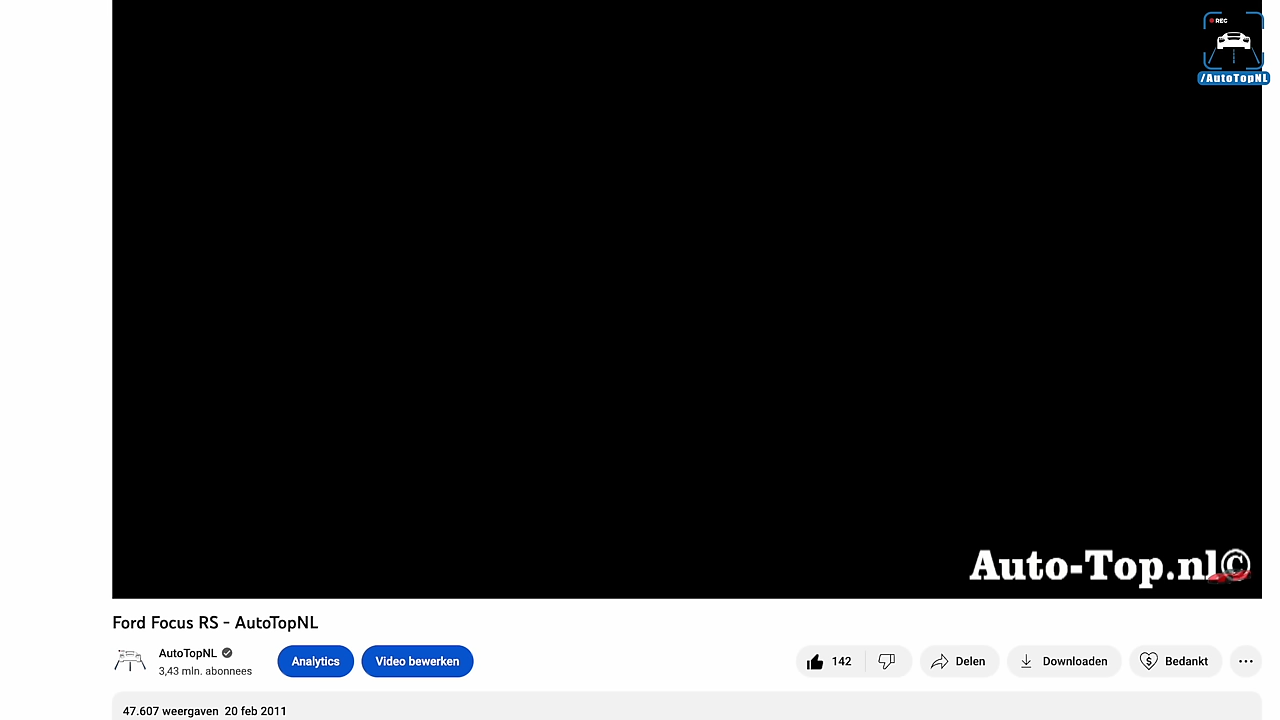 REC
/AutoTopNL
Auto-Top.nl©
Ford Focus RS - AutoTopNL
AutoTopNL
3,43 mln. abonnees
Analytics
Video bewerken
142
Delen
Downloaden
Bedankt
47.607 weergaven 20 feb 2011